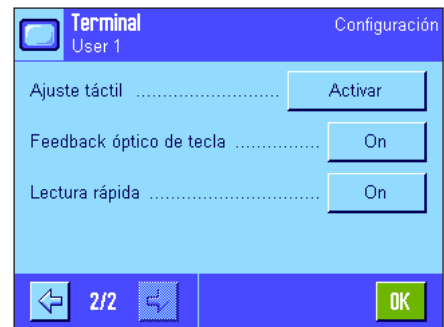 Terminal Configuración
User 1
Ajuste táctil ........................... Activar
Feedback óptico de tecla ................ On
Lectura rápida ................................ On
2/2 OK